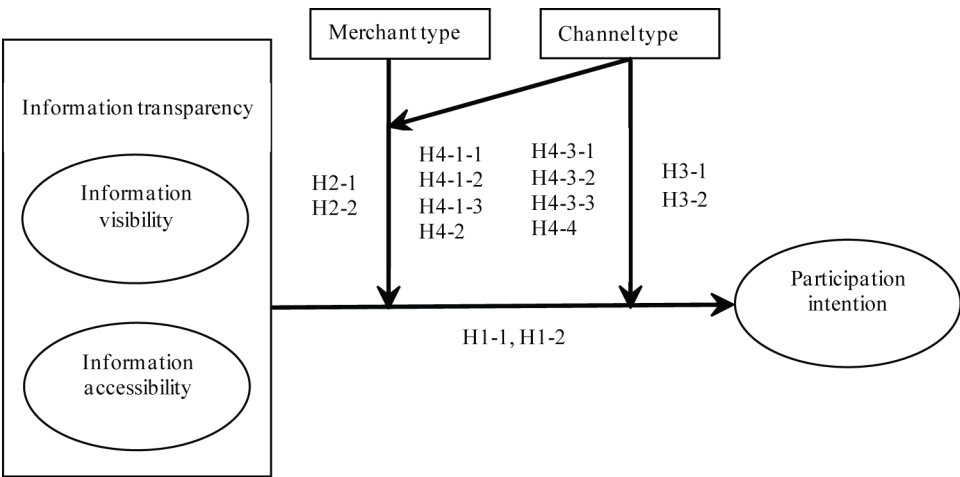 Merchant type
Channel type
Information transparency
Information
visibility
Information
accessibility
H2-1
H2-2
H4-1-1
H4-1-2
H4-1-3
H4-2
H4-3-1
H4-3-2
H4-3-3
H4-4
H3-1
H3-2
H1-1, H1-2
Participation
intention